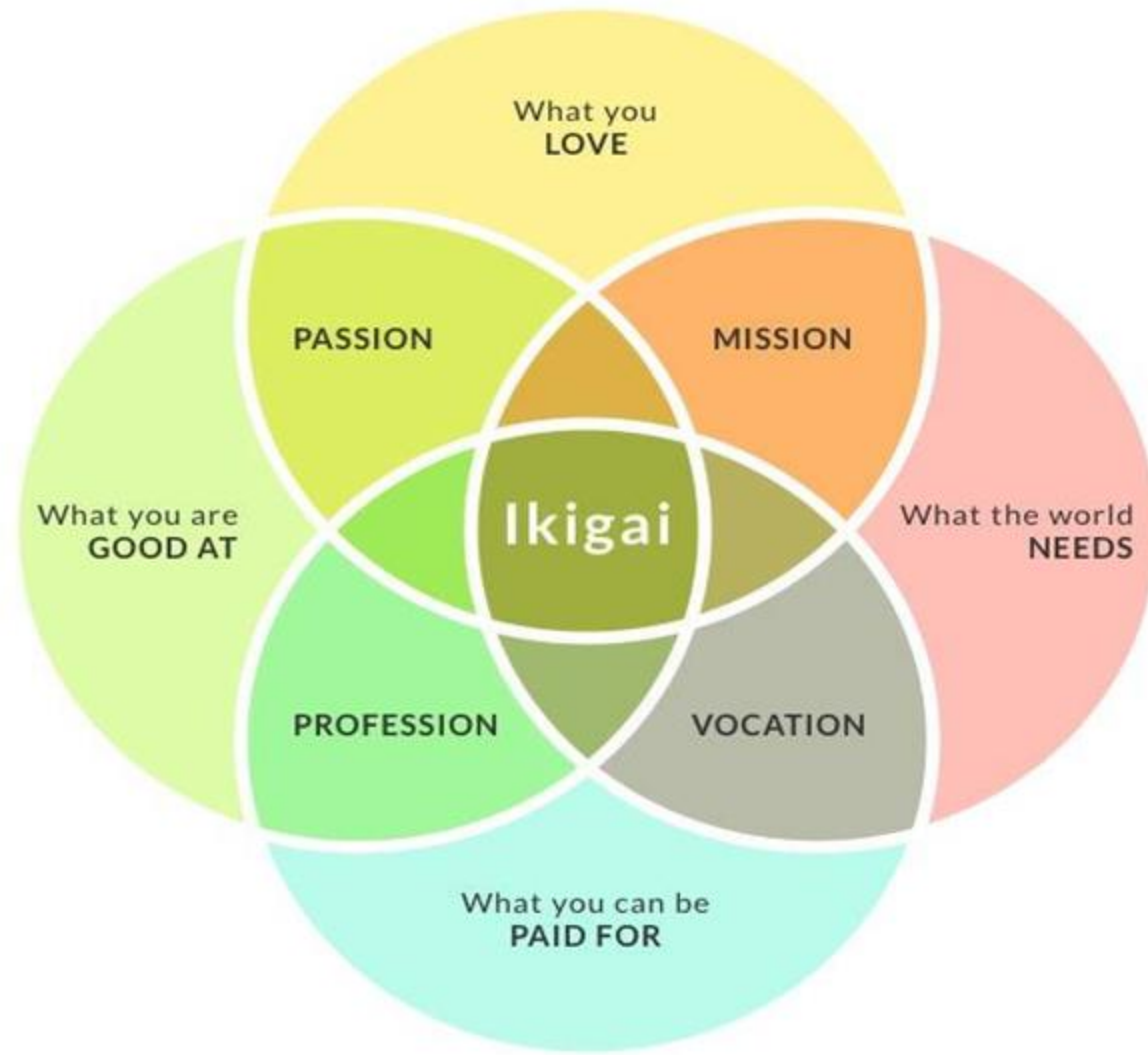 What you
LOVE
PASSION
MISSION
What you are
GOOD AT
Ikigai
What the world
NEEDS
PROFESSION
VOCATION
What you can be
PAID FOR